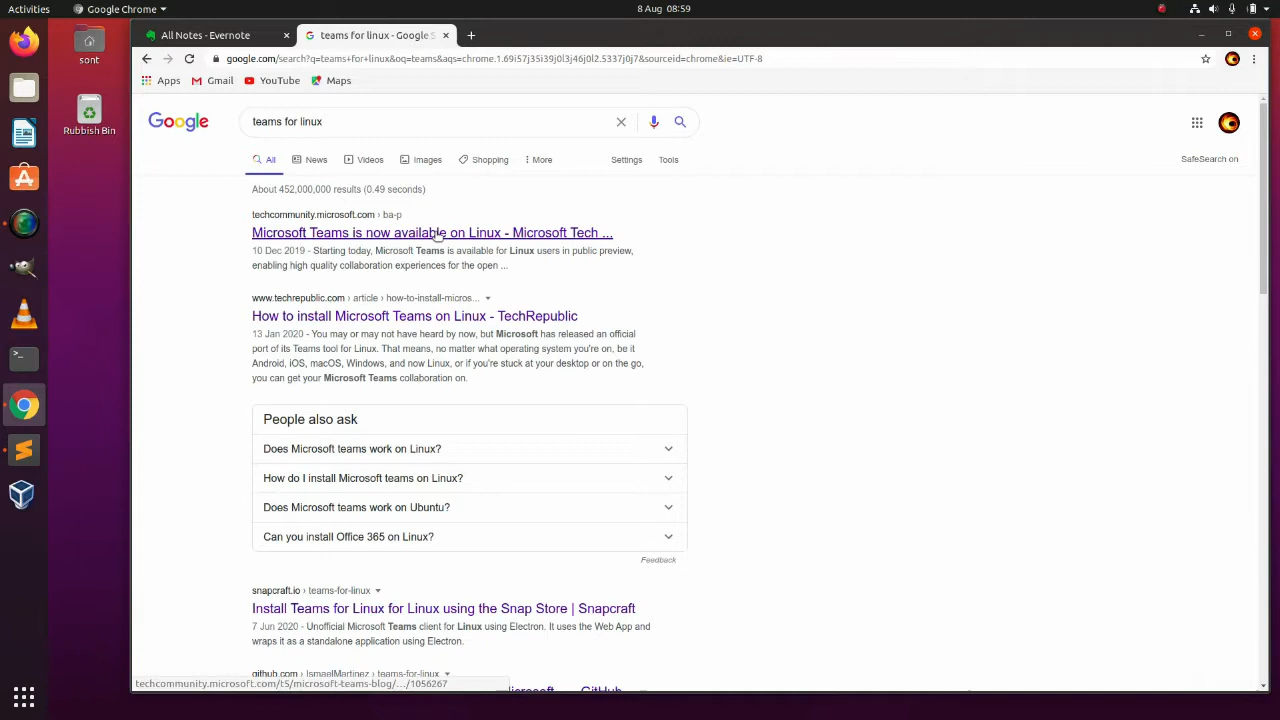 Activities
Google Chrome
8 Aug 08:59
sont
Rubbish Bin
All Notes - Evernote
teams for linux - Google S
google.com/search?q=teams+for+linux&oq=teams&aqs=chrome.1.69i57j35i39j0l3j46j0l2.5337j0j7&sourceid=chrome&ie=UTF-8
Apps
Gmail
YouTube
Maps
Google
teams for linux
All
News
Videos
Images
Shopping
More
Settings
Tools
SafeSearch on
About 452,000,000 results (0.49 seconds)
techcommunity.microsoft.com › ba-p
Microsoft Teams is now available on Linux - Microsoft Tech ...
10 Dec 2019 - Starting today, Microsoft Teams is available for Linux users in public preview,
enabling high quality collaboration experiences for the open ...
www.techrepublic.com › article › how-to-install-micros...
How to install Microsoft Teams on Linux - TechRepublic
13 Jan 2020 - You may or may not have heard by now, but Microsoft has released an official
port of its Teams tool for Linux. That means, no matter what operating system you're on, be it
Android, iOS, macOS, Windows, and now Linux, or if you're stuck at your desktop or on the go,
you can get your Microsoft Teams collaboration on.
People also ask
Does Microsoft teams work on Linux?
How do I install Microsoft teams on Linux?
Does Microsoft teams work on Ubuntu?
Can you install Office 365 on Linux?
Feedback
snapcraft.io › teams-for-linux
Install Teams for Linux for Linux using the Snap Store | Snapcraft
7 Jun 2020 - Unofficial Microsoft Teams client for Linux using Electron. It uses the Web App and
wraps it as a standalone application using Electron.
github.com › IsmaelMartinez › teams-for-linux
icrosoft ... - GitHub
techcommunity.microsoft.com/t5/microsoft-teams-blog/.../1056267